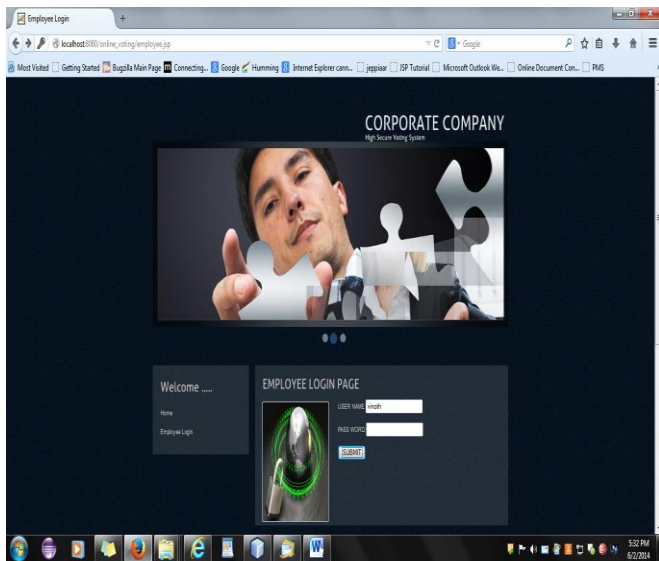 Employee Login
localhost:8080/online_voting/employee.jsp
Google
Most Visited Getting Started Bugzilla Main Page Connecting... Google Humming Internet Explorer cann... jeppiaar JSP Tutorial Microsoft Outlook We... Online Document Con... PMS
CORPORATE COMPANY
High Secure Voting System
Welcome .....
Home
Employee Login
EMPLOYEE LOGIN PAGE
USER NAME: vinoth
PASS WORD:
SUBMIT
5:32 PM
6/2/2014